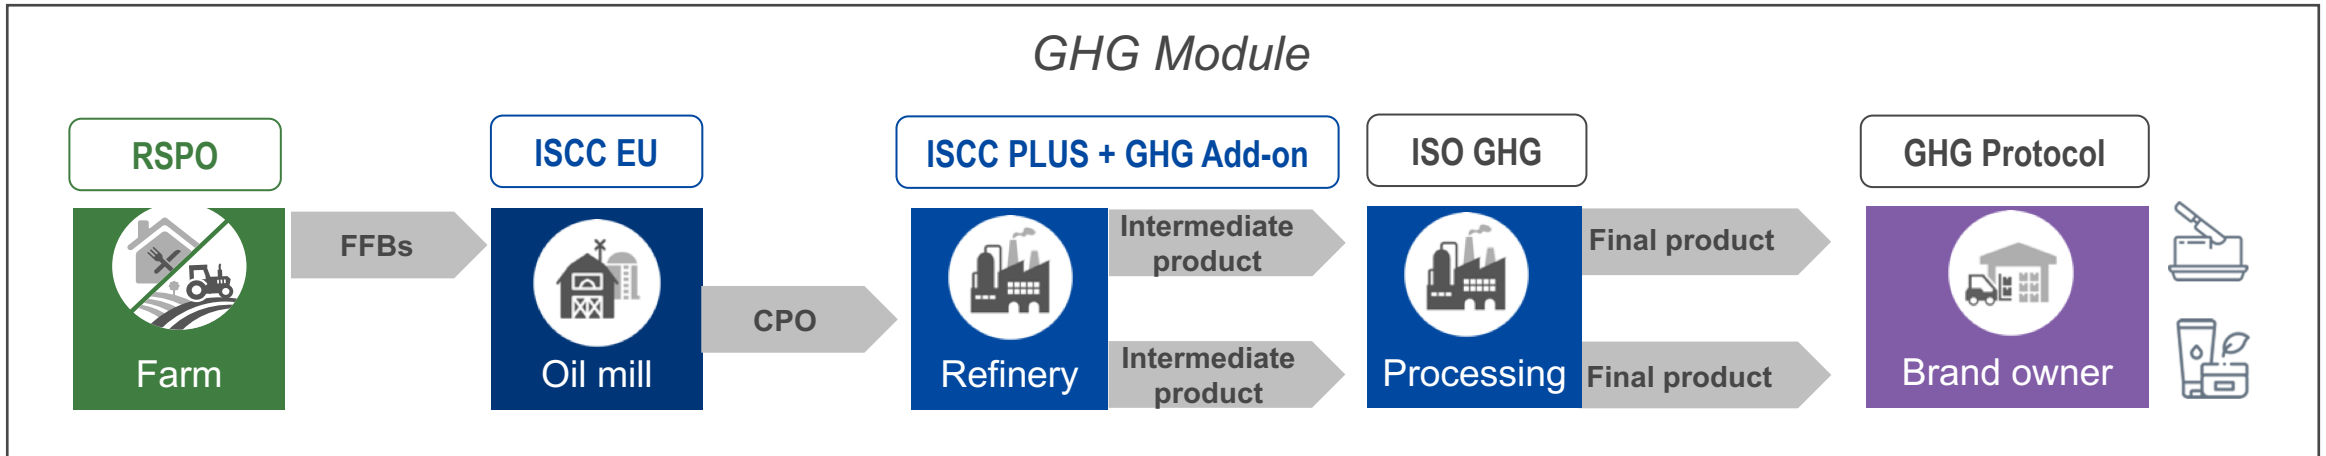 GHG Module
RSPO
ISCC EU
ISCC PLUS + GHG Add-on
ISO GHG
GHG Protocol
FFBs
CPO
Intermediate
product
Final product
Intermediate
product
Final product
Farm
Oil mill
Refinery
Processing
Brand owner